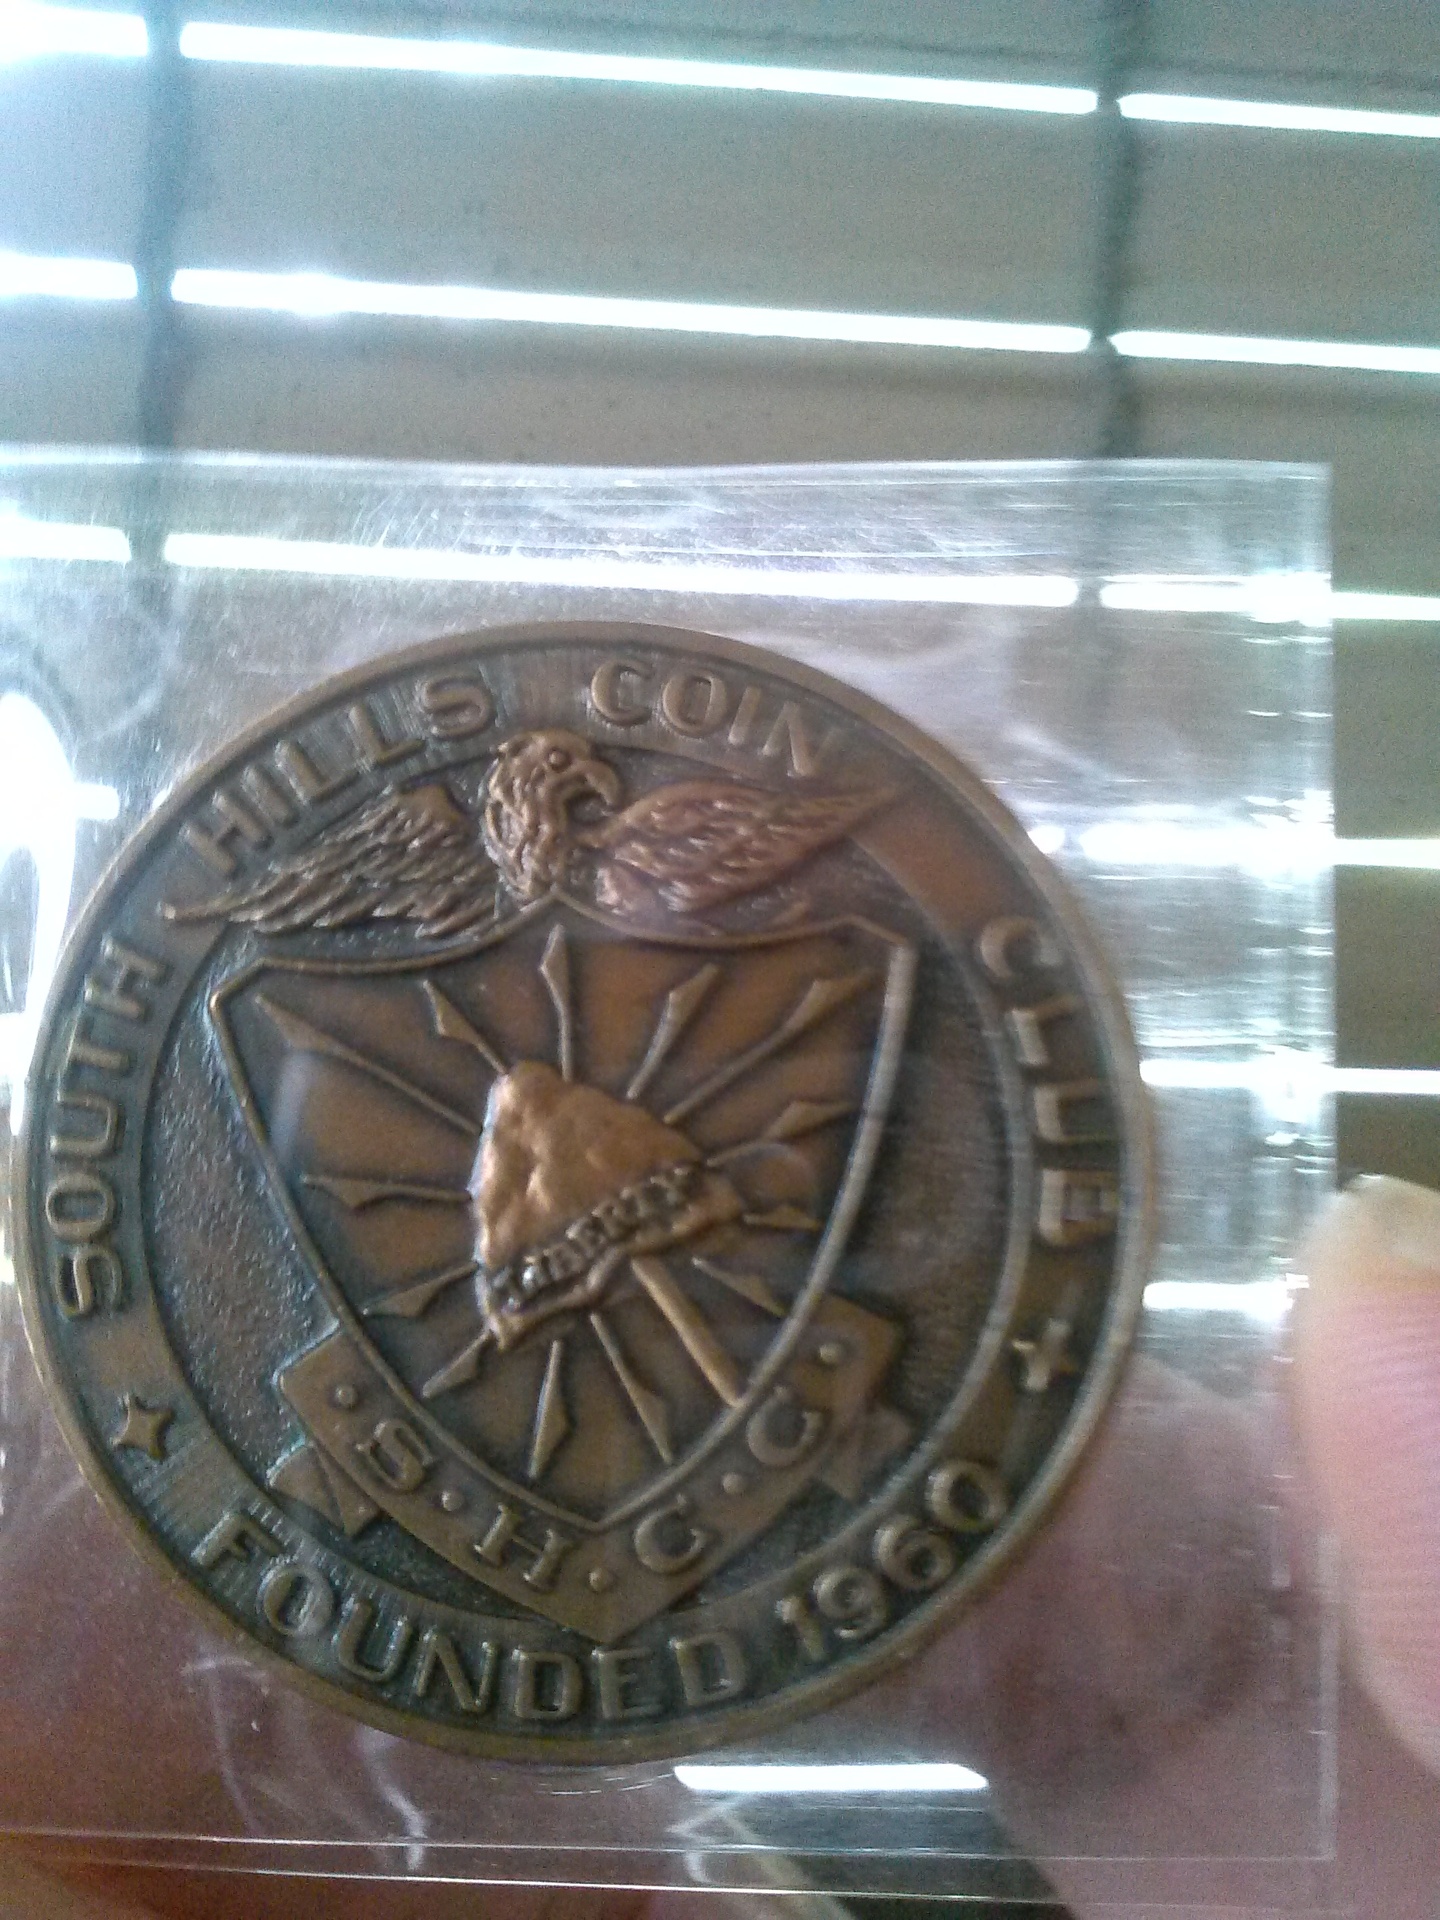 SOUTH HILLS COIN CLUB
LIBERTY
·S·H·C·C·
FOUNDED 1960